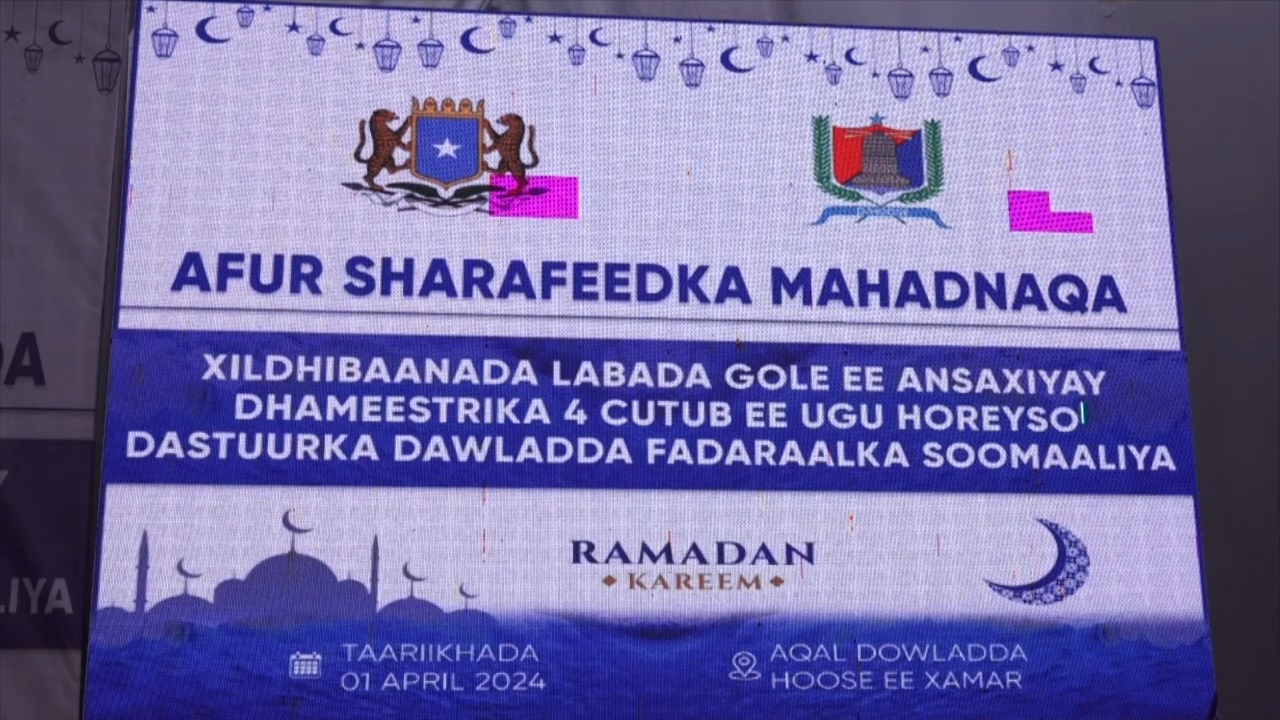 AFUR SHARAFEEDKA MAHADNAQA
XILDHIBAANADA LABADA GOLE EE ANSAXIYAY
DHAMEESTRIKA 4 CUTUB EE UGU HOREYSO
DASTUURKA DAWLADDA FADARAALKA SOOMAALIYA
RAMADAN
KAREEM
TAARIIKHADA
01 APRIL 2024
AQAL DOWLADDA
HOOSE EE XAMAR